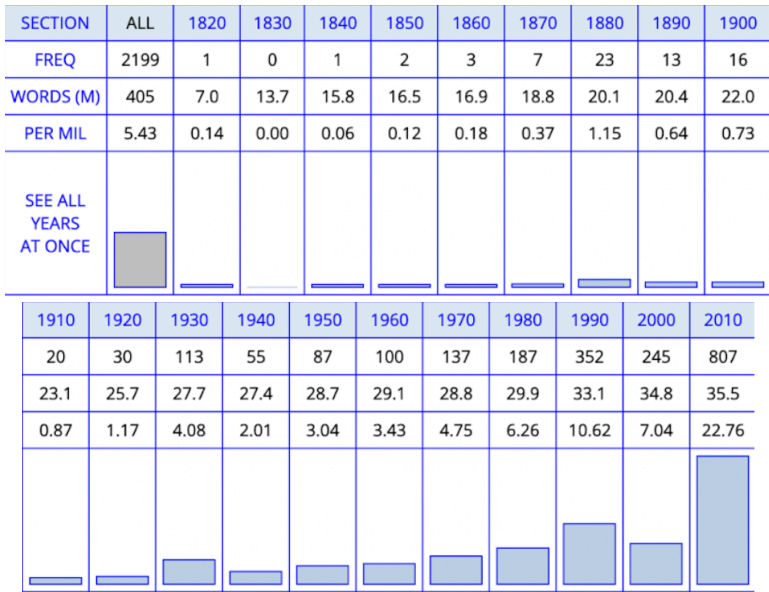 SECTION ALL 1820 1830 1840 1850 1860 1870 1880 1890 1900
FREQ 2199 1 0 1 2 3 7 23 13 16
WORDS (M) 405 7.0 13.7 15.8 16.5 16.9 18.8 20.1 20.4 22.0
PER MIL 5.43 0.14 0.00 0.06 0.12 0.18 0.37 1.15 0.64 0.73
SEE ALL
YEARS
AT ONCE
1910 1920 1930 1940 1950 1960 1970 1980 1990 2000 2010
20 30 113 55 87 100 137 187 352 245 807
23.1 25.7 27.7 27.4 28.7 29.1 28.8 29.9 33.1 34.8 35.5
0.87 1.17 4.08 2.01 3.04 3.43 4.75 6.26 10.62 7.04 22.76